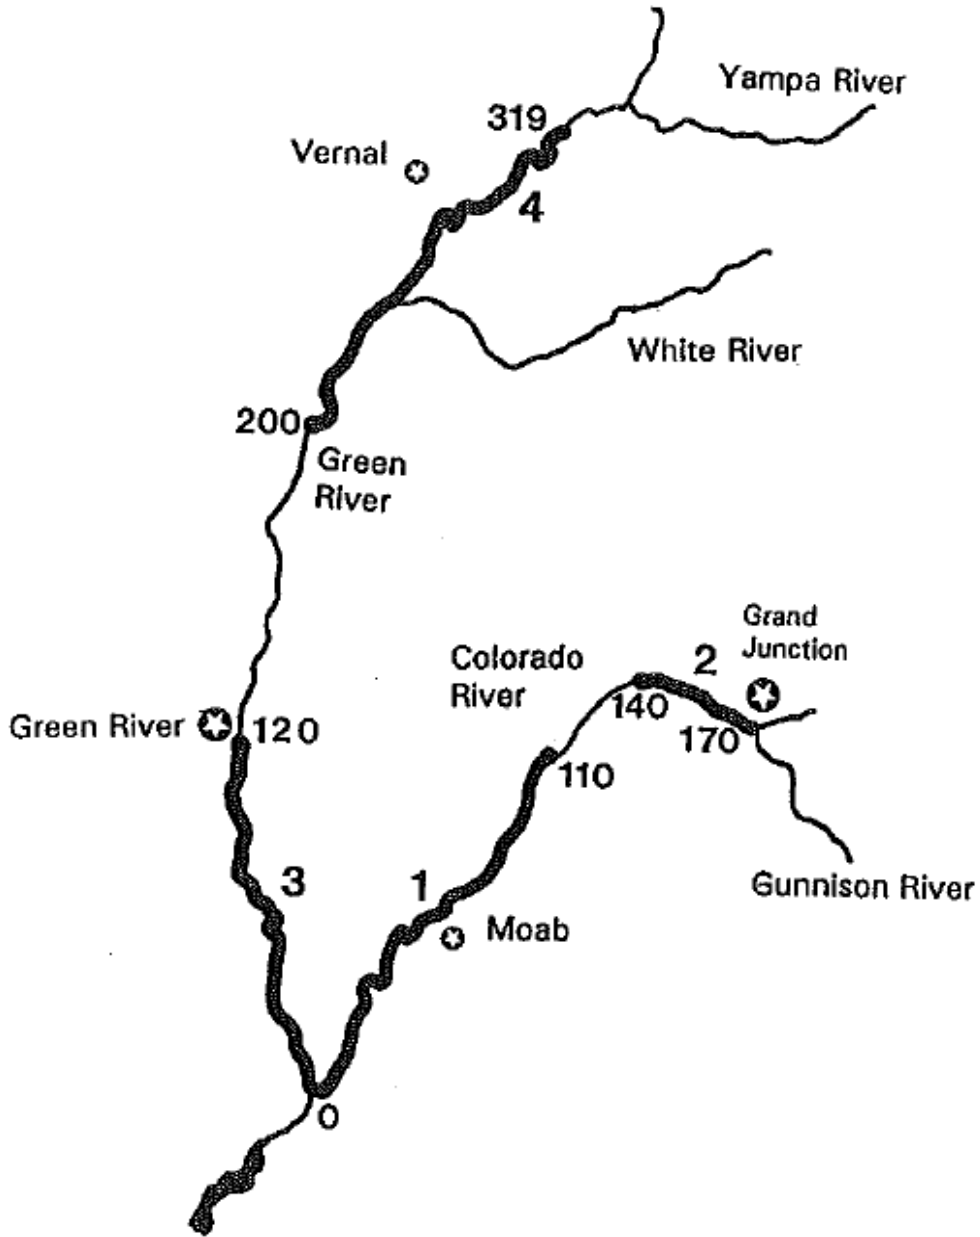 Yampa River
319
Vernal
4
White River
200
Green
River
Grand
Junction
2
Colorado
River
140
Green River
120
170
110
3
1
Gunnison River
Moab
0